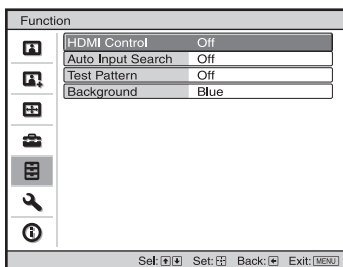 Function
HDMI Control Off
Auto Input Search Off
Test Pattern Off
Background Blue
Sel: Set: Back: Exit: MENU